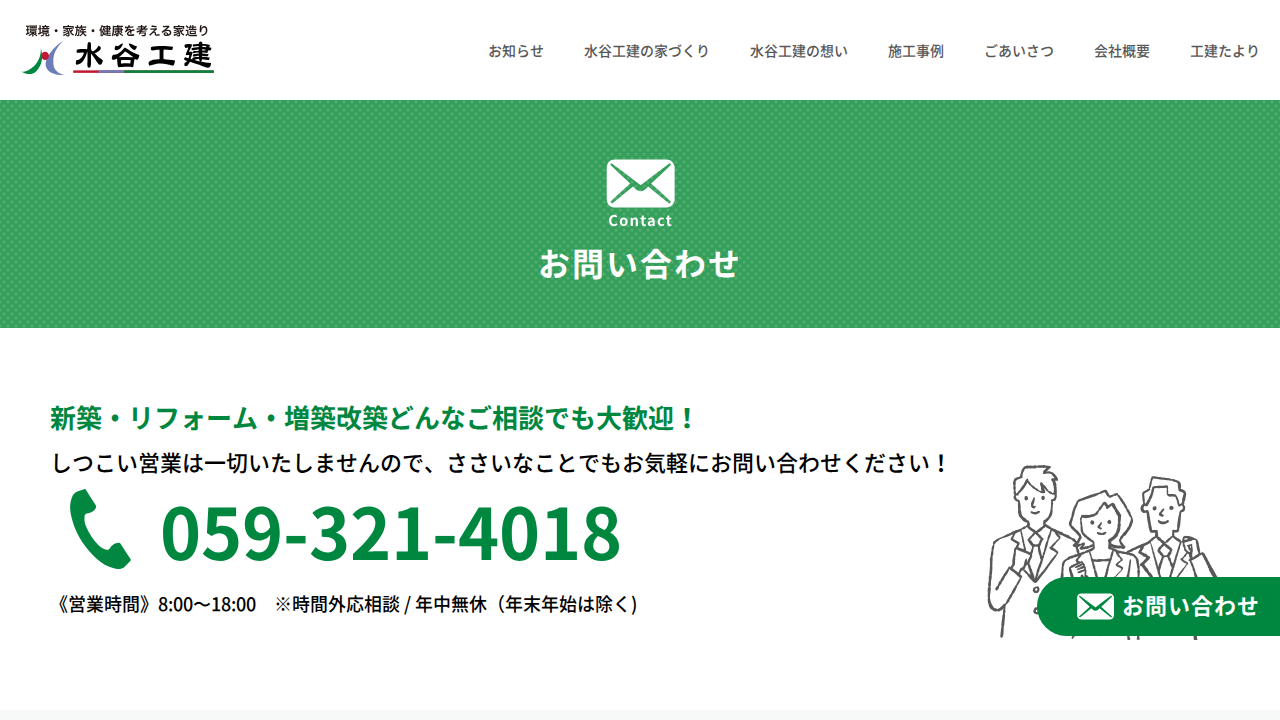 環境・家族・健康を考える家造り
水谷工建
お知らせ
水谷工建の家づくり
水谷工建の想い
施工事例
ごあいさつ
会社概要
工建たより
Contact
お問い合わせ
新築・リフォーム・増築改築どんなご相談でも大歓迎！
しつこい営業は一切いたしませんので、ささいなことでもお気軽にお問い合わせください！
059-321-4018
《営業時間》8:00〜18:00　※時間外応相談 / 年中無休（年末年始は除く)
お問い合わせ